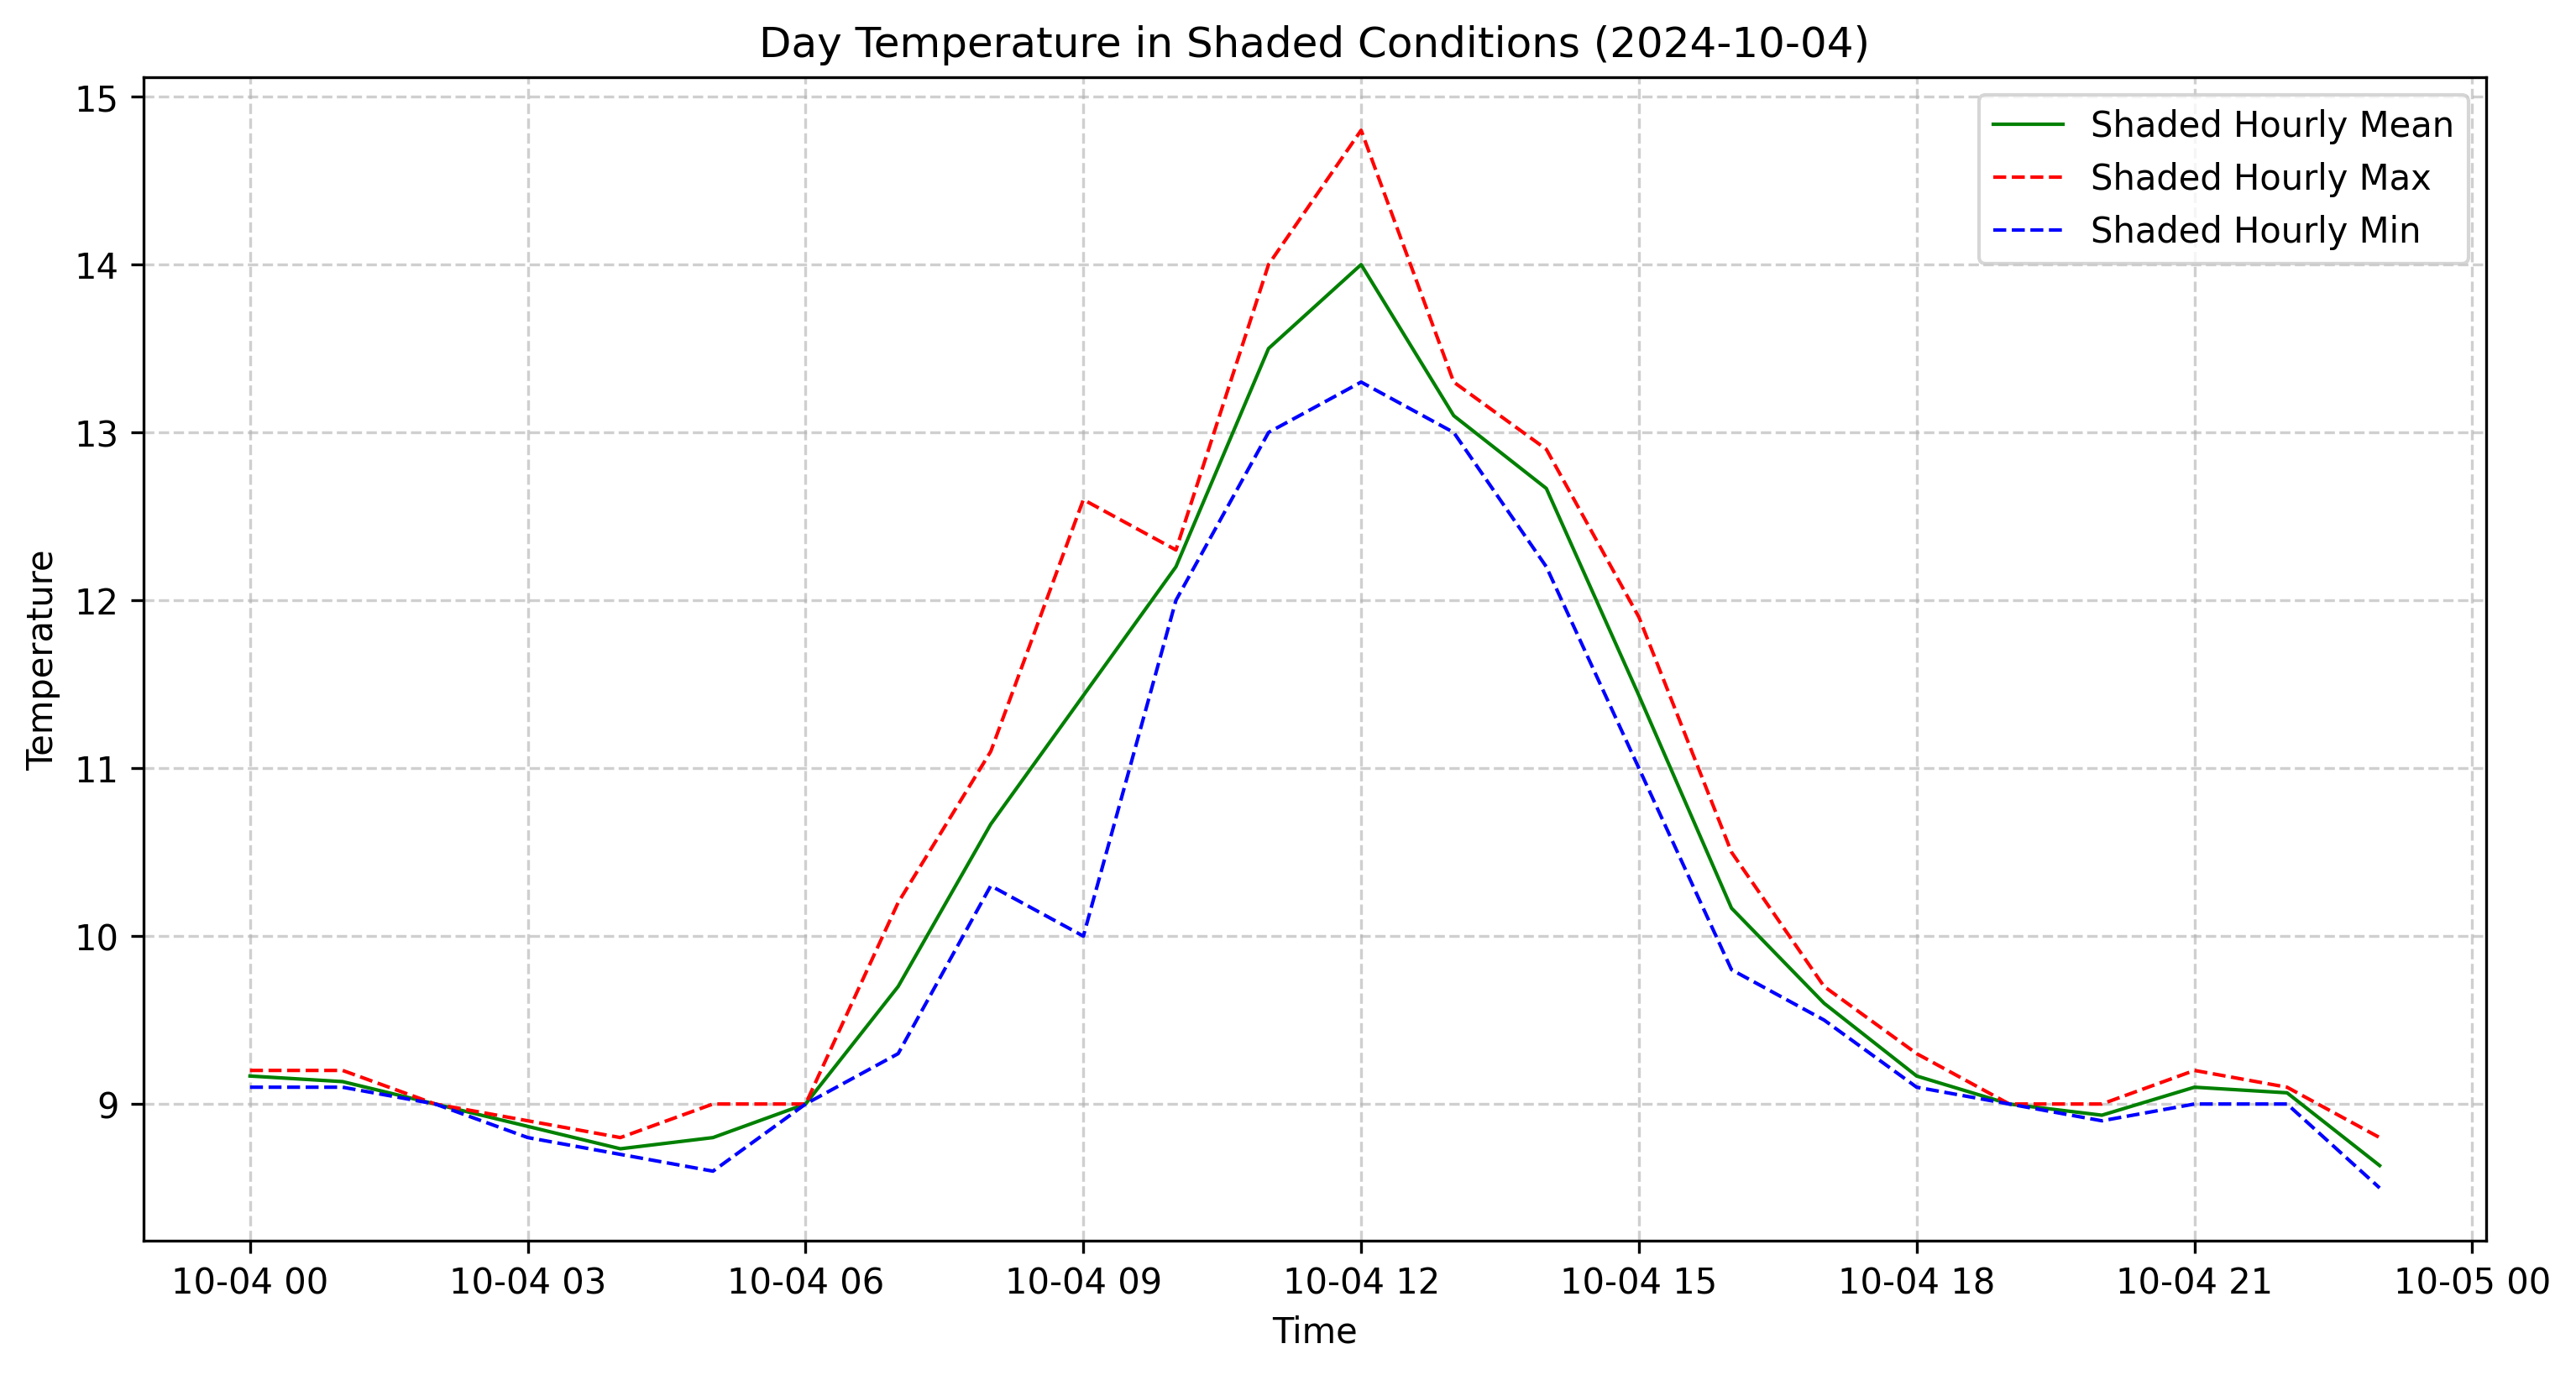 Day Temperature in Shaded Conditions (2024-10-04)
Shaded Hourly Mean
Shaded Hourly Max
Shaded Hourly Min
Temperature
15
14
13
12
11
10
9
10-04 00
10-04 03
10-04 06
10-04 09
10-04 12
10-04 15
10-04 18
10-04 21
10-05 00
Time